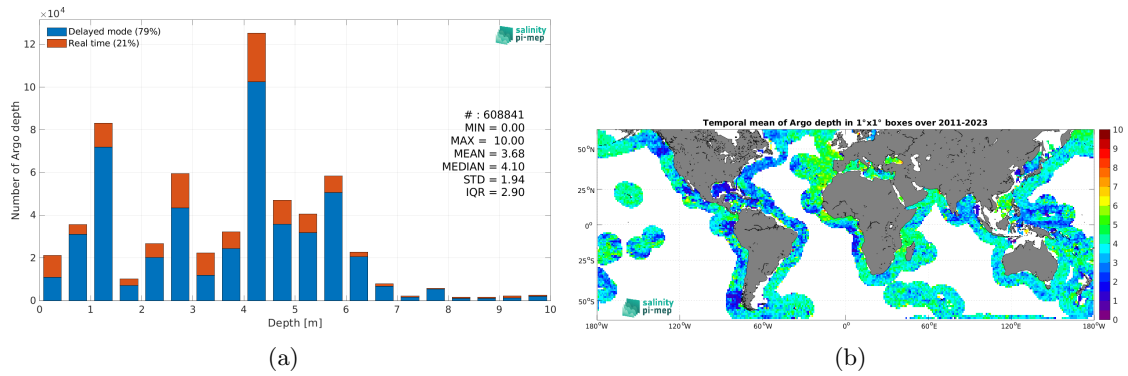 ×10⁴
Delayed mode (79%)
Real time (21%)
salinity
pi-mep
12
10
8
6
4
2
0
Number of Argo depth
# : 608841
MIN = 0.00
MAX = 10.00
MEAN = 3.68
MEDIAN = 4.10
STD = 1.94
IQR = 2.90
0 1 2 3 4 5 6 7 8 9 10
Depth [m]
(a)
Temporal mean of Argo depth in 1°x1° boxes over 2011-2023
50°N
25°N
0°
25°S
50°S
salinity
pi-mep
180°W 120°W 60°W 0° 60°E 120°E 180°W
10
9
8
7
6
5
4
3
2
1
0
(b)